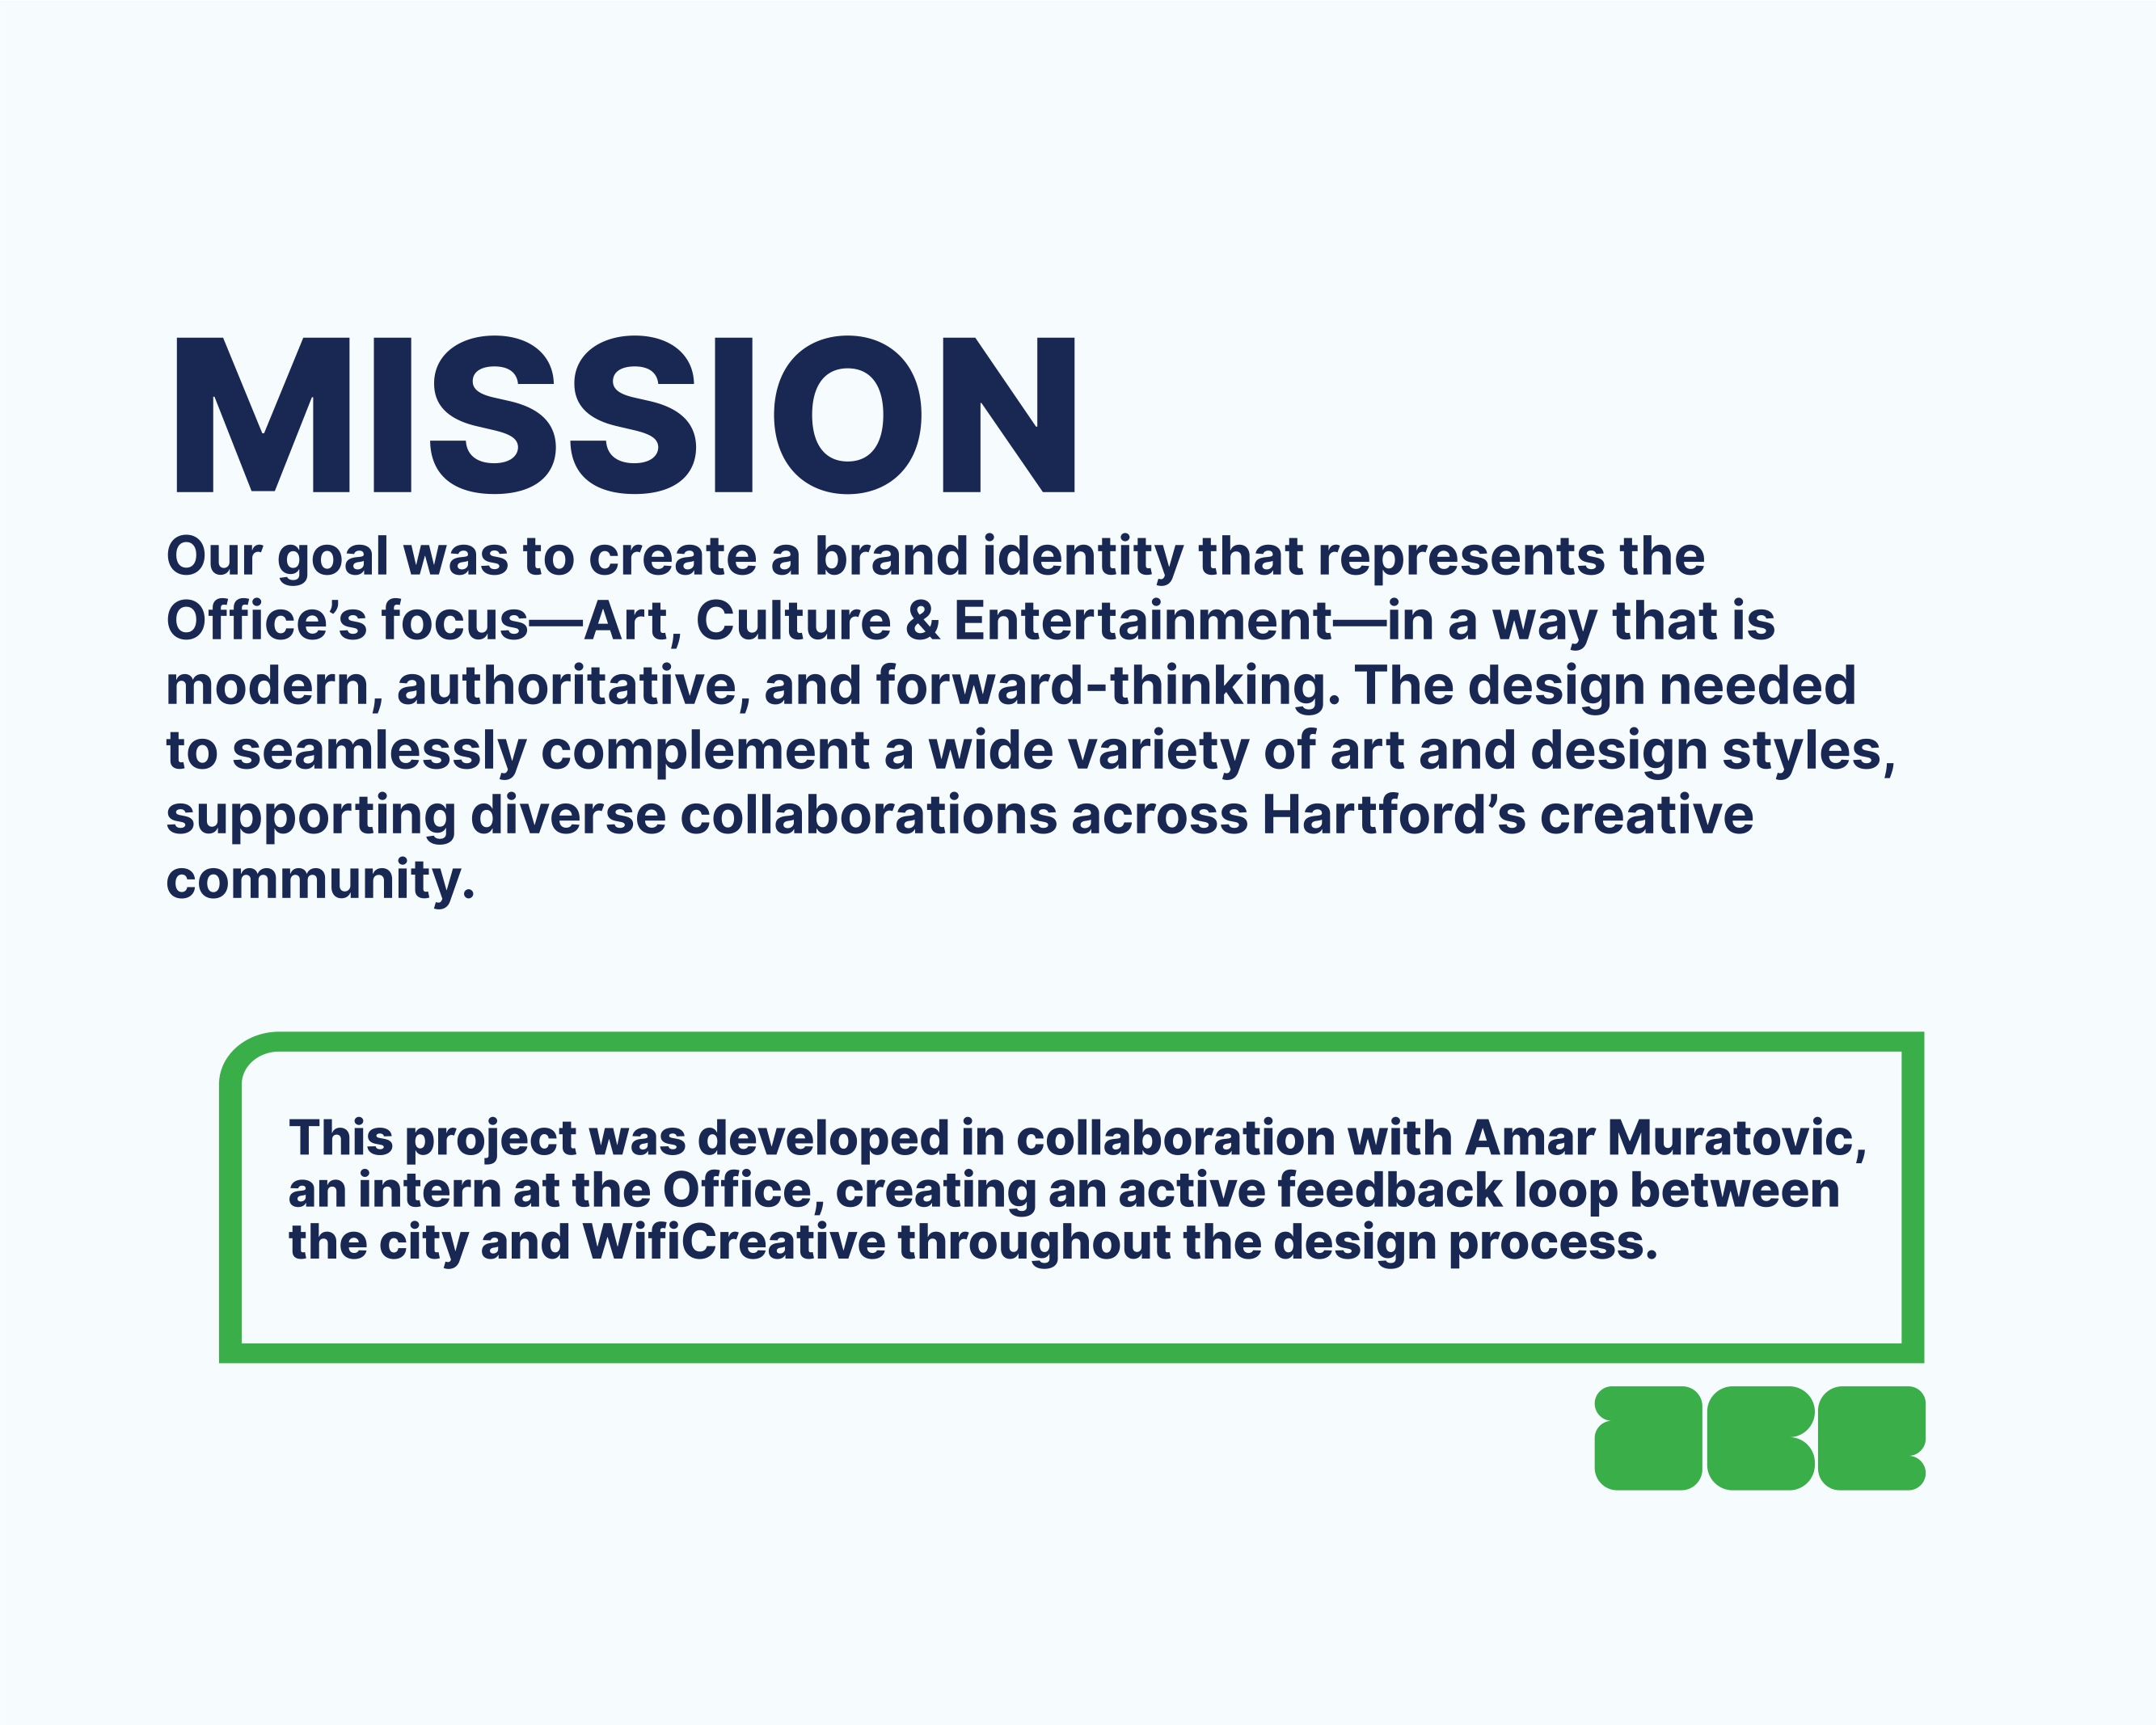 MISSION
Our goal was to create a brand identity that represents the
Office’s focus—Art, Culture & Entertainment—in a way that is
modern, authoritative, and forward-thinking. The design needed
to seamlessly complement a wide variety of art and design styles,
supporting diverse collaborations across Hartford’s creative
community.
This project was developed in collaboration with Amar Muratovic,
an intern at the Office, creating an active feedback loop between
the city and WifiCreative throughout the design process.
ace